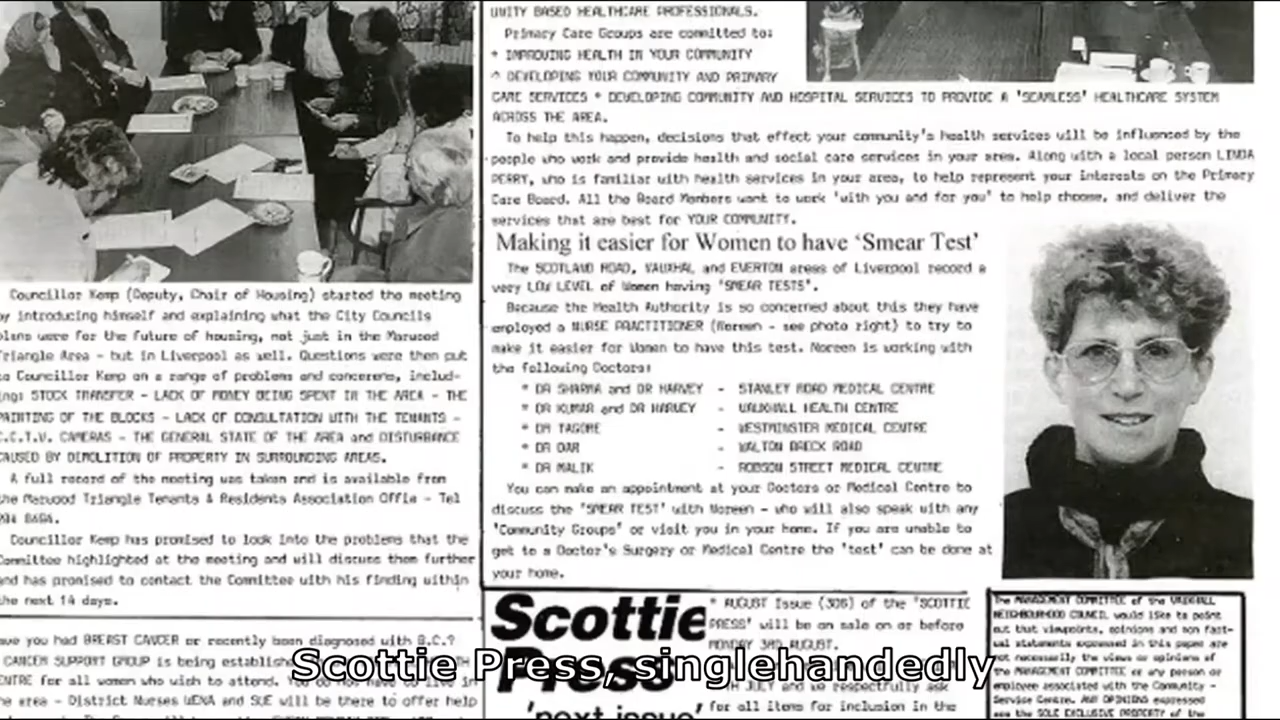 Councillor Kemp (Deputy, Chair of Housing) started the meeting
by introducing himself and explaining what the City Councils
plans were for the future of housing, not just in the Marwood
Triangle Area - but in Liverpool as well. Questions were then put
to Councillor Kemp on a range of problems and concerns, includ-
ing: STOCK TRANSFER - LACK OF MONEY BEING SPENT IN THE AREA - THE
PAINTING OF THE BLOCKS - LACK OF CONSULTATION WITH THE TENANTS -
C.C.T.V. CAMERAS - THE GENERAL STATE OF THE AREA and DISTURBANCE
CAUSED BY DEMOLITION OF PROPERTY IN SURROUNDING AREAS.
A full record of the meeting was taken and is available from
the Marwood Triangle Tenants & Residents Association Offie - Tel
Councillor Kemp has promised to look into the problems that the
Committee highlighted at the meeting and will discuss them further
and has promised to contact the Committee with his finding within
the next 14 days.
ave you had BREAST CANCER or recently been diagnosed with B.C.?
CANCER SUPPORT GROUP is being establish
for all women who wish to attend.
he area - District Nurses WENA and SUE will be there to offer help
UNITY BASED HEALTHCARE PROFESSIONALS.
Primary Care Groups are committed to:
* IMPROVING HEALTH IN YOUR COMMUNITY
* DEVELOPING YOUR COMMUNITY AND PRIMARY
CARE SERVICES * DEVELOPING COMMUNITY AND HOSPITAL SERVICES TO PROVIDE A 'SEAMLESS' HEALTHCARE SYSTEM
ACROSS THE AREA.
To help this happen, decisions that effect your community's health services will be influenced by the
people who work and provide health and social care services in your area. Along with a local person LINDA
PERRY, who is familiar with health services in your area, to help represent your interests on the Primary
Care Board. All the Board Members want to work 'with you and for you' to help choose, and deliver the
services that are best for YOUR COMMUNITY.
Making it easier for Women to have 'Smear Test'
The SCOTLAND ROAD, VAUXHAL and EVERTON areas of Liverpool record a
very LOW LEVEL of Women having 'SMEAR TESTS'.
Because the Health Authority is so concerned about this they have
employed a NURSE PRACTITIONER (Noreen - see photo right) to try to
make it easier for Women to have this test. Noreen is working with
the following Doctors:
* DR SHARMA and DR HARVEY - STANLEY ROAD MEDICAL CENTRE
* DR KUMAR and DR HARVEY - VAUXHALL HEALTH CENTRE
* DR TAGORE - WESTMINSTER MEDICAL CENTRE
* DR DAR - WALTON BRECK ROAD
* DR MALIK - ROBSON STREET MEDICAL CENTRE
You can make an appointment at your Doctors or Medical Centre to
discuss the 'SMEAR TEST' with Noreen - who will also speak with any
'Community Groups' or visit you in your home. If you are unable to
get to a Doctor's Surgery or Medical Centre the 'test' can be done at
your home.
Scottie
Press
'next issue'
* AUGUST Issue (306) of the 'SCOTTIE
PRESS' will be on sale on or before
MONDAY 3RD AUGUST.
JULY and we respectfully ask
for all items for inclusion in the
The MANAGEMENT COMMITTEE of the VAUXHALL
NEIGHBOURHOOD COUNCIL would like to point
out that viewpoints, opinions and non fact-
ual statements expressed in this paper are
not necessarily the views or opinions of
the MANAGEMENT COMMITTEE or any person or
employee associated with the Community -
Service Centre. ANY OPINIONS expressed
are the SOLE EXCLUSIVE PROPERTY of the
Scottie Press, singlehandedly